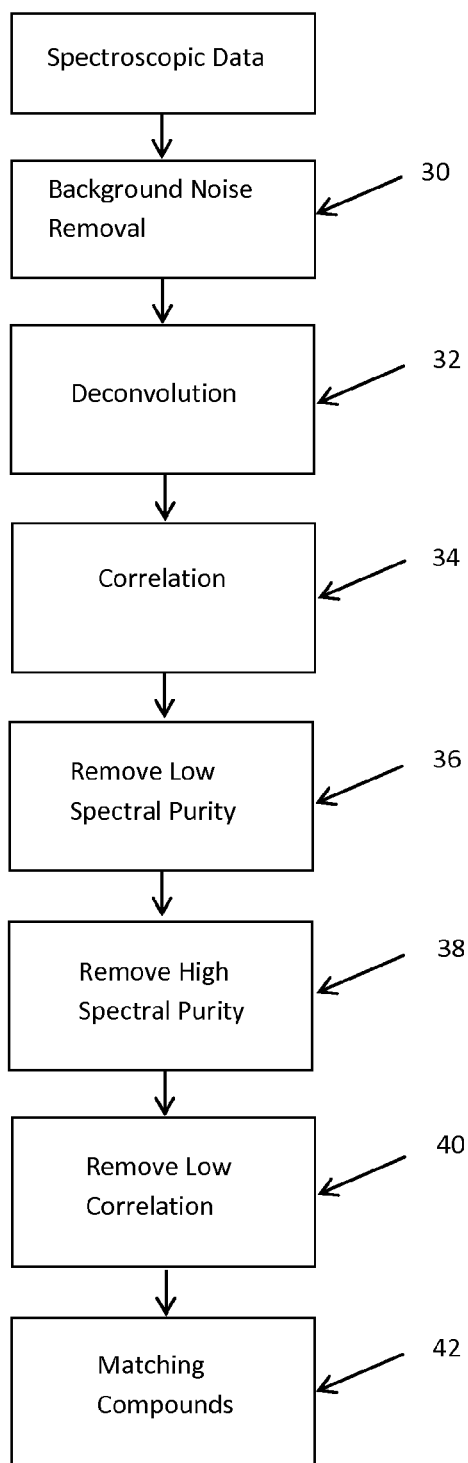 Spectroscopic Data
Background Noise
Removal
30
Deconvolution
32
Correlation
34
Remove Low
Spectral Purity
36
Remove High
Spectral Purity
38
Remove Low
Correlation
40
Matching
Compounds
42